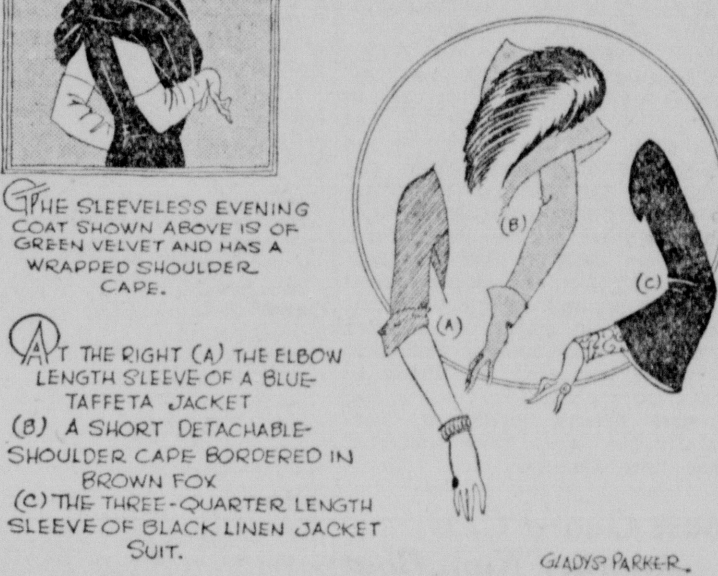 THE SLEEVELESS EVENING
COAT SHOWN ABOVE IS OF
GREEN VELVET AND HAS A
WRAPPED SHOULDER
CAPE.
AT THE RIGHT (A) THE ELBOW
LENGTH SLEEVE OF A BLUE
TAFFETA JACKET
(B) A SHORT DETACHABLE
SHOULDER CAPE BORDERED IN
BROWN FOX
(C) THE THREE-QUARTER LENGTH
SLEEVE OF BLACK LINEN JACKET
SUIT.
(B)
(C)
(A)
GLADYS PARKER.